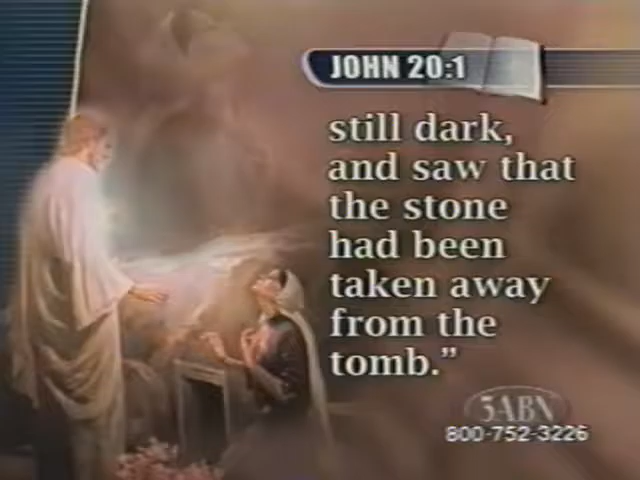 JOHN 20:1
still dark,
and saw that
the stone
had been
taken away
from the
tomb.”
3ABN
800-752-3226